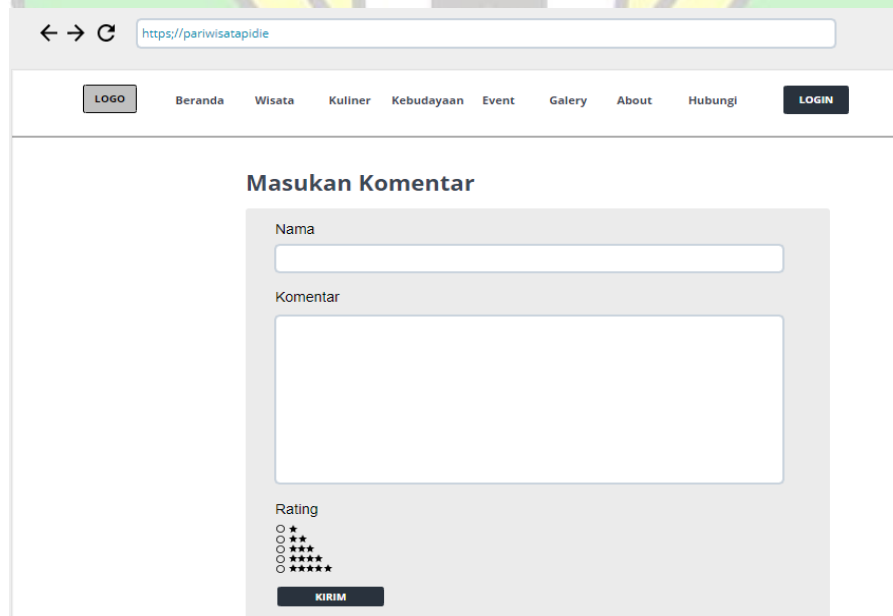 https;//pariwisatapidie
LOGO Beranda Wisata Kuliner Kebudayaan Event Galery About Hubungi LOGIN
Masukan Komentar
Nama
Komentar
Rating
★
★★
★★★
★★★★
★★★★★
KIRIM